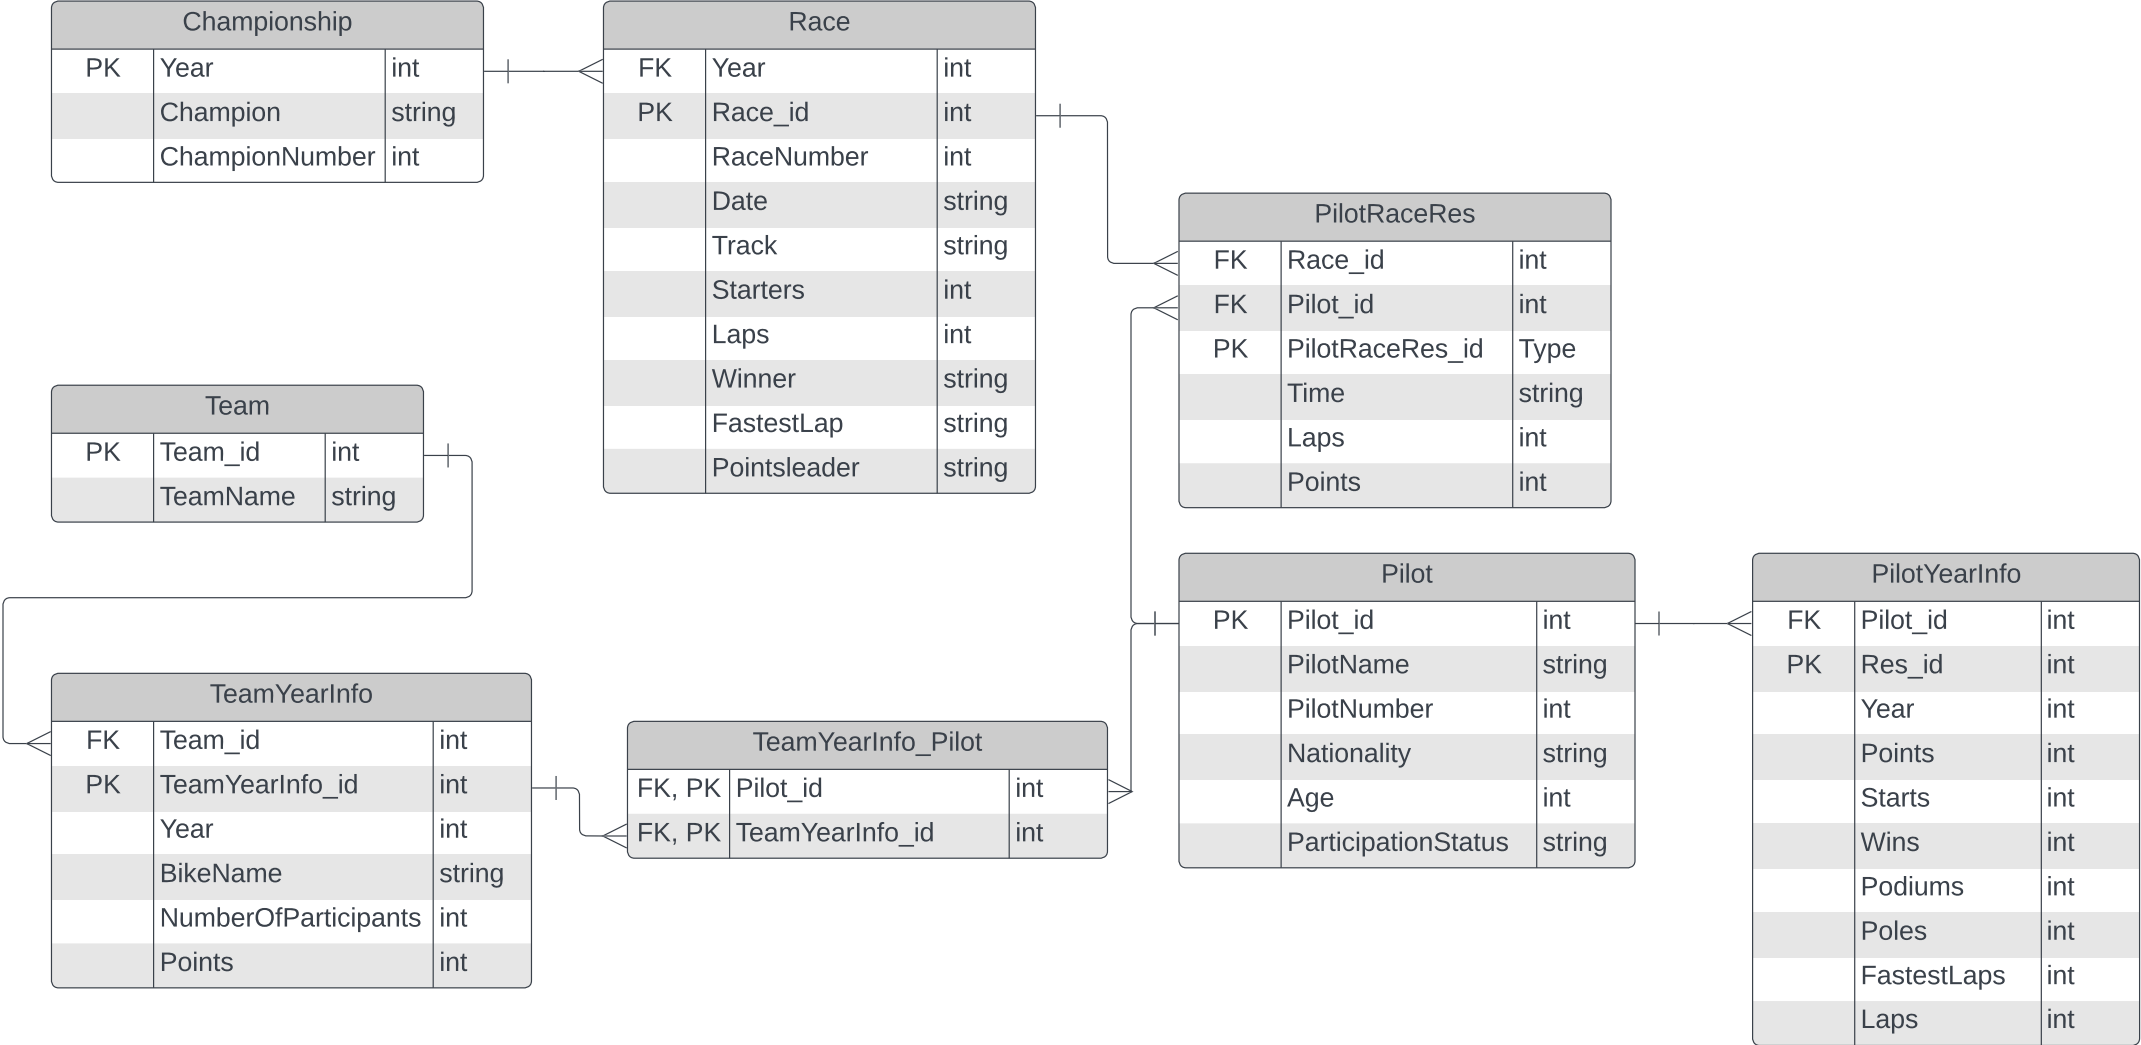 Championship
PK Year int
Champion string
ChampionNumber int
Race
FK Year int
PK Race_id int
RaceNumber int
Date string
Track string
Starters int
Laps int
Winner string
FastestLap string
Pointsleader string
PilotRaceRes
FK Race_id int
FK Pilot_id int
PK PilotRaceRes_id Type
Time string
Laps int
Points int
Team
PK Team_id int
TeamName string
Pilot
PK Pilot_id int
PilotName string
PilotNumber int
Nationality string
Age int
ParticipationStatus string
PilotYearInfo
FK Pilot_id int
PK Res_id int
Year int
Points int
Starts int
Wins int
Podiums int
Poles int
FastestLaps int
Laps int
TeamYearInfo
FK Team_id int
PK TeamYearInfo_id int
Year int
BikeName string
NumberOfParticipants int
Points int
TeamYearInfo_Pilot
FK, PK Pilot_id int
FK, PK TeamYearInfo_id int